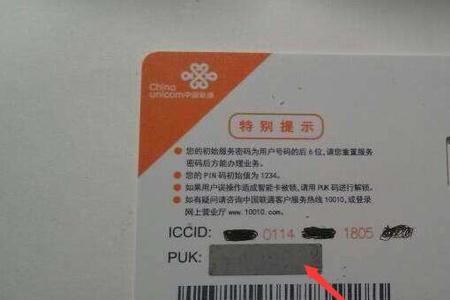 China
unicom中国联通
特别提示
您的初始服务密码为用户号码的后6位,请您重置服务
密码后方能办理业务。
您的PIN码初始值为1234。
如果用户误操作造成智能卡被锁,请用PUK码进行解锁。
如有疑问请咨询中国联通客户服务热线10010,或登录
网上营业厅www.10010.com。
ICCID: 0114 1805
PUK: